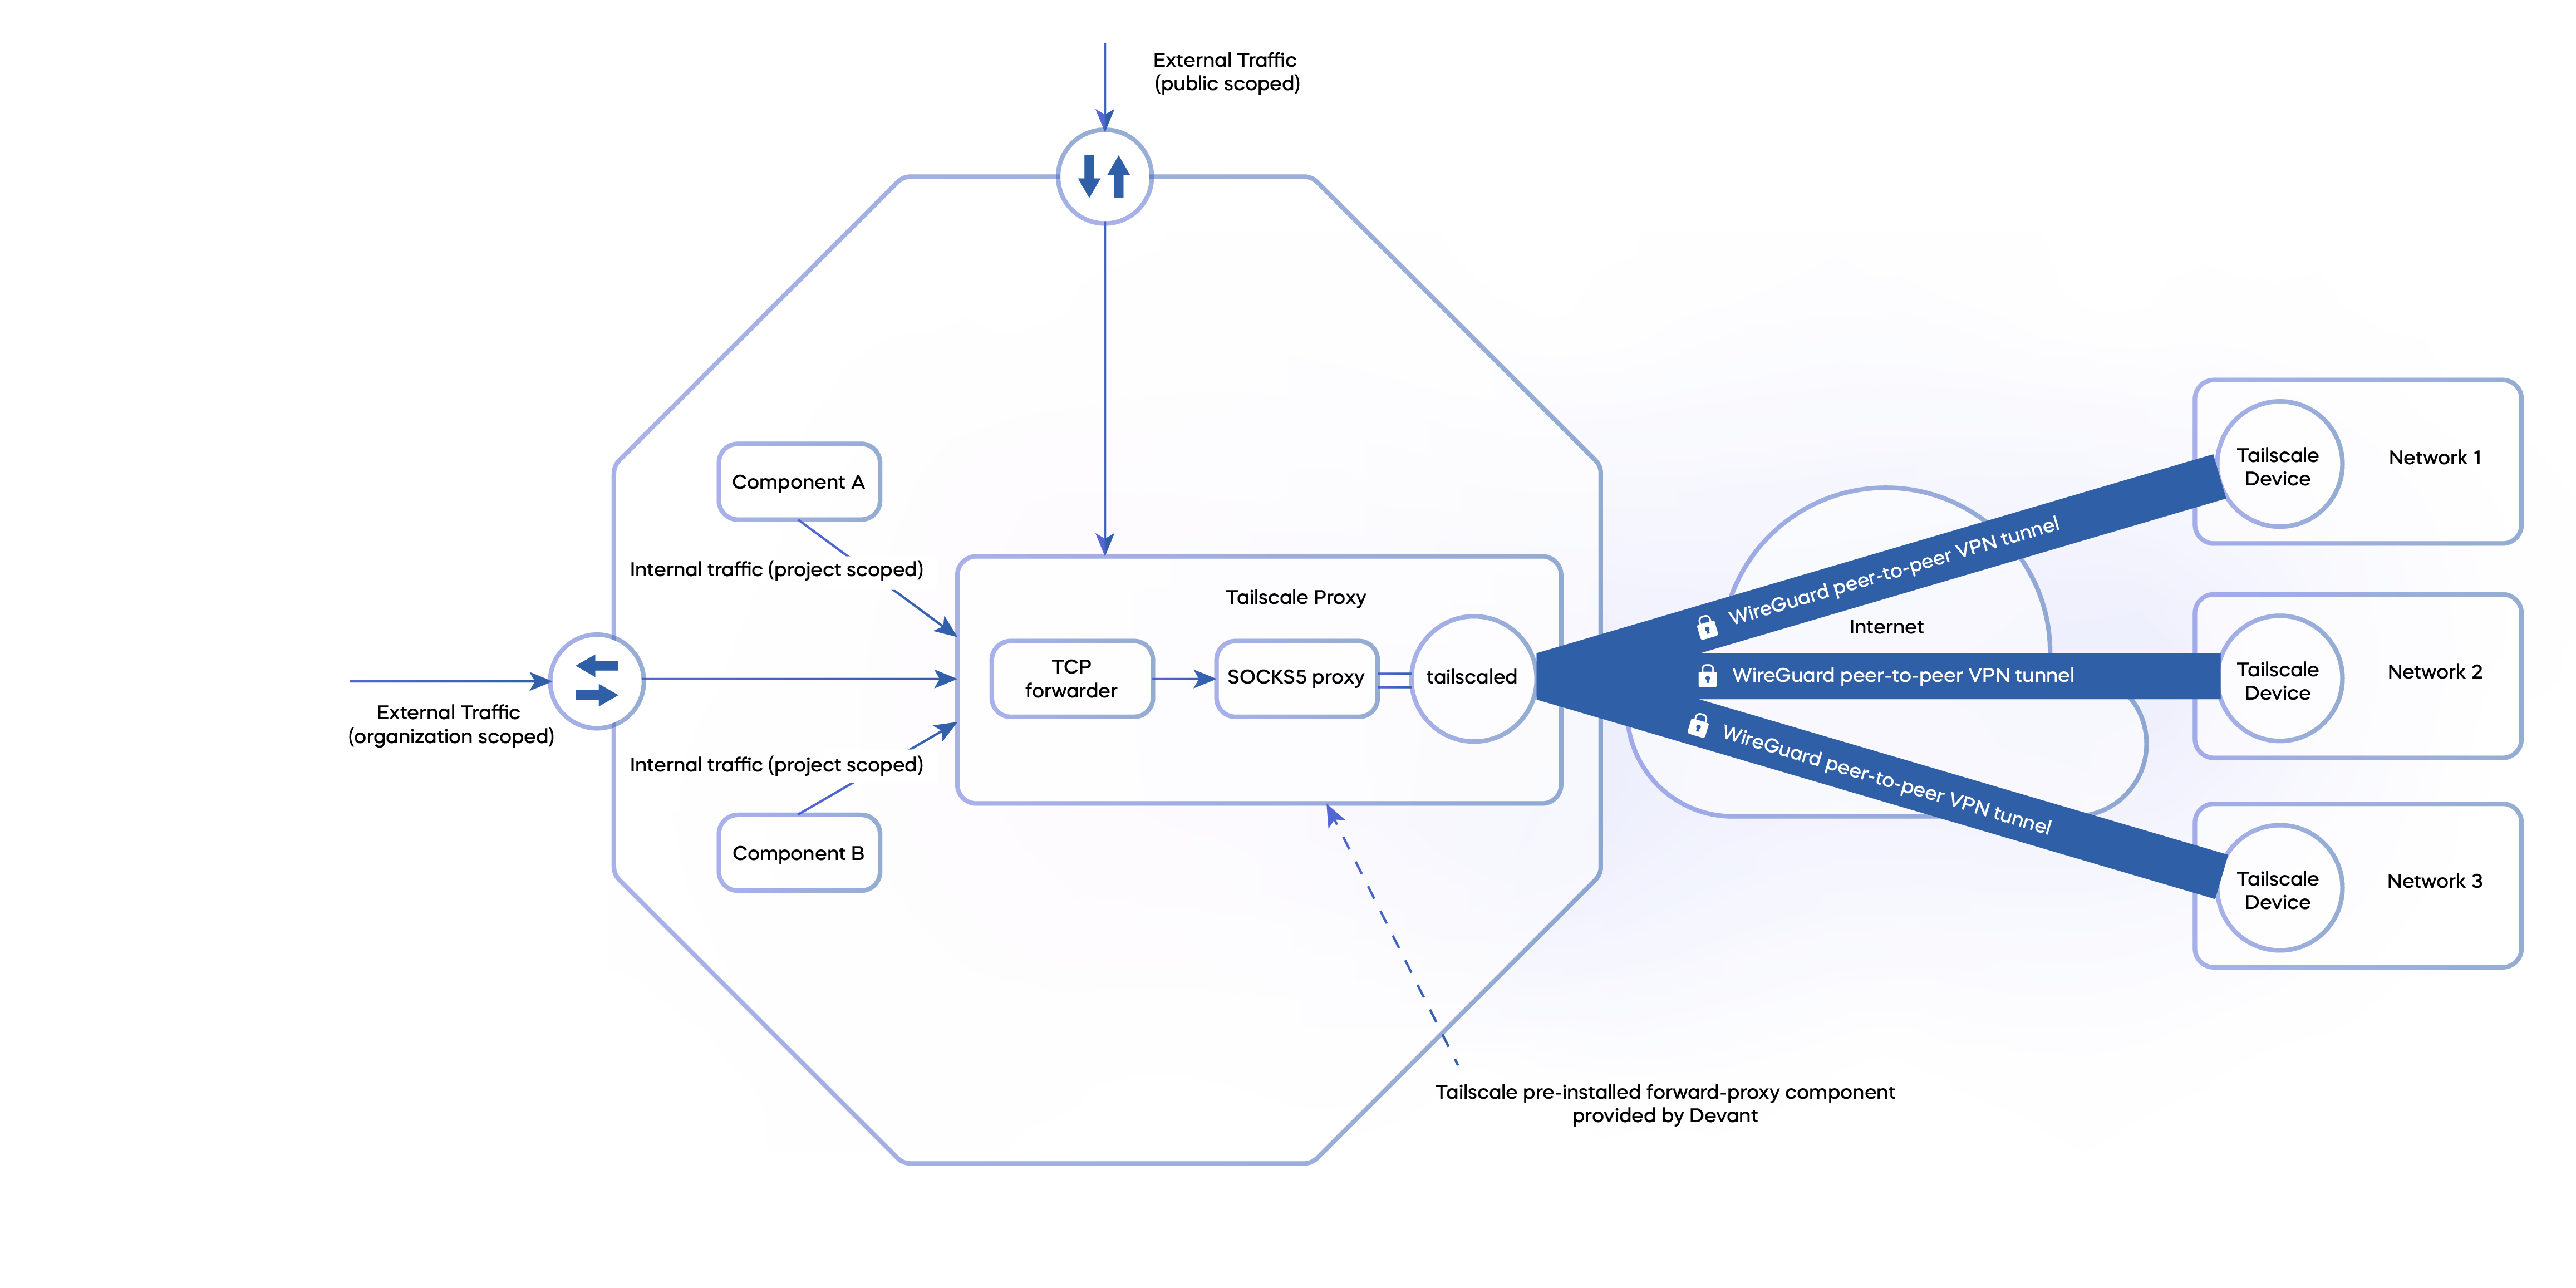 External Traffic
(public scoped)
Component A
Internal traffic (project scoped)
External Traffic
(organization scoped)
Internal traffic (project scoped)
Component B
Tailscale Proxy
TCP
forwarder
SOCKS5 proxy
tailscaled
WireGuard peer-to-peer VPN tunnel
Internet
WireGuard peer-to-peer VPN tunnel
WireGuard peer-to-peer VPN tunnel
Tailscale
Device
Network 1
Tailscale
Device
Network 2
Tailscale
Device
Network 3
Tailscale pre-installed forward-proxy component
provided by Devant